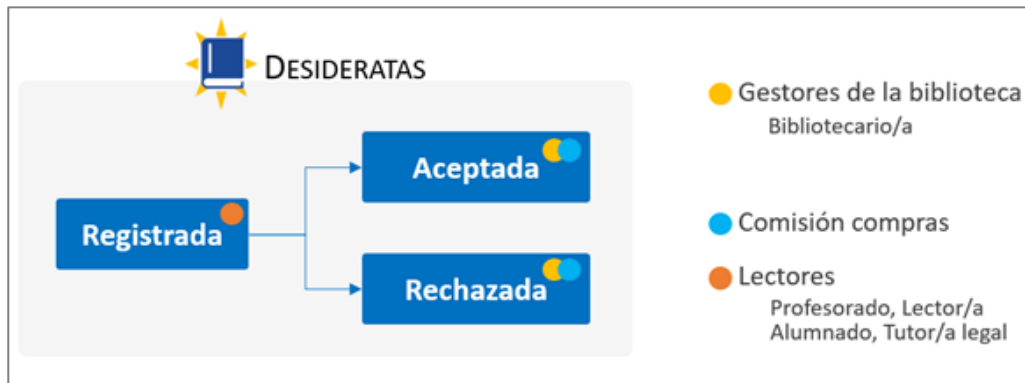 DESIDERATAS
Registrada
Aceptada
Rechazada
Gestores de la biblioteca
Bibliotecario/a
Comisión compras
Lectores
Profesorado, Lector/a
Alumnado, Tutor/a legal